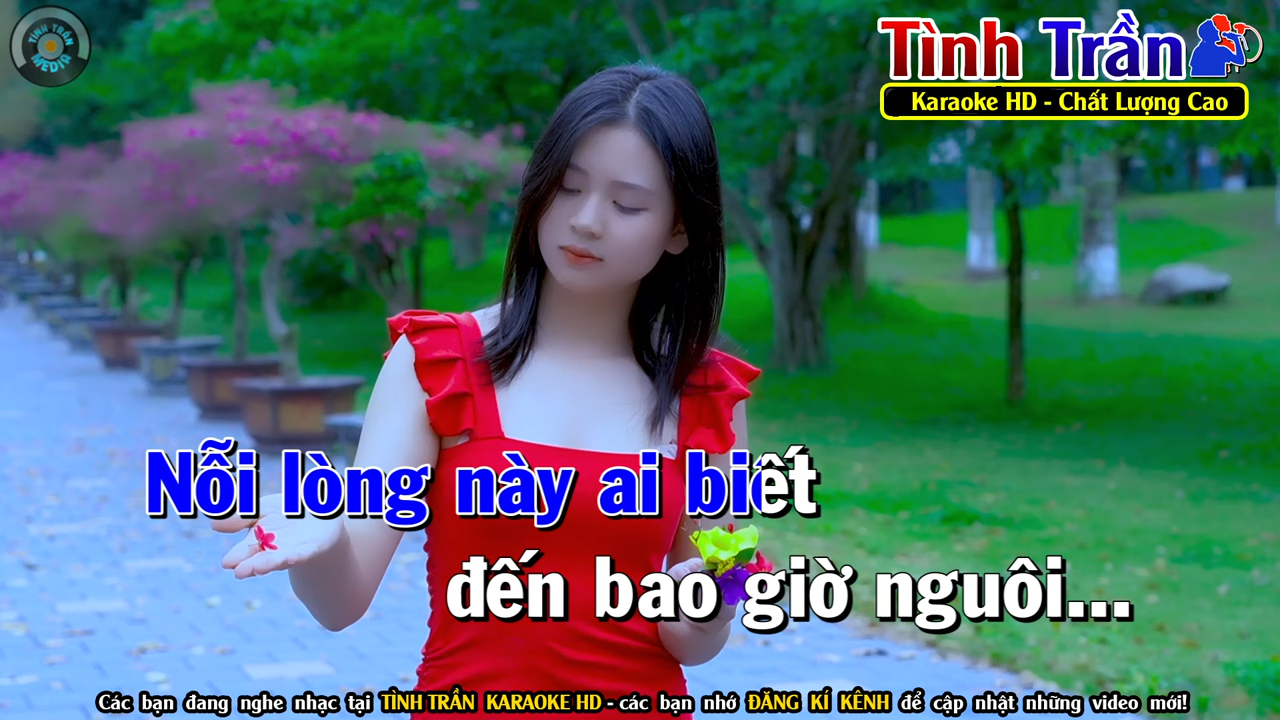 TÌNH TRẦN
MEDIA
Tình Trần
Karaoke HD - Chất Lượng Cao
Nỗi lòng này ai biết
đến bao giờ nguôi...
Các bạn đang nghe nhạc tại TÌNH TRẦN KARAOKE HD - các bạn nhớ ĐĂNG KÍ KÊNH để cập nhật những video mới!